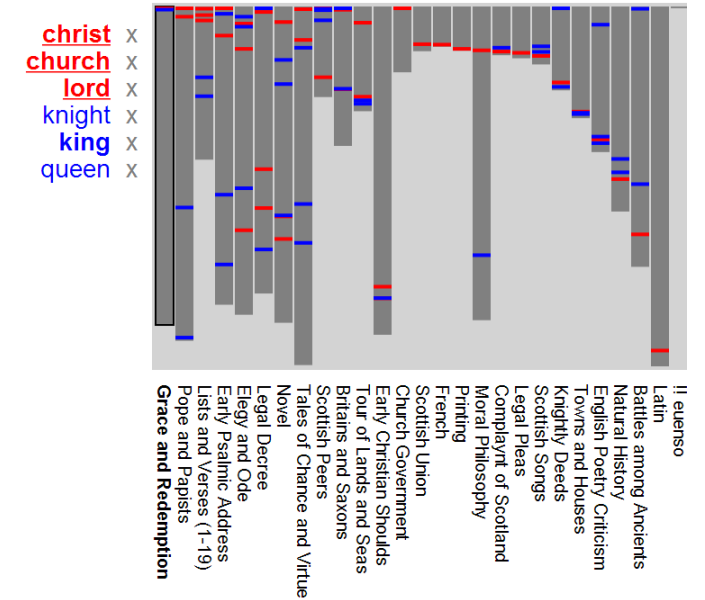 christ x
church x
lord x
knight x
king x
queen x
Grace and Redemption
Pope and Papists
Lists and Verses (1-19)
Early Psalmic Address
Elegy and Ode
Legal Decree
Novel
Tales of Chance and Virtue
Scottish Peers
Britains and Saxons
Tour of Lands and Seas
Early Christian Shoulds
Church Government
Scottish Union
French
Printing
Moral Philosophy
Complaynt of Scotland
Legal Pleas
Scottish Songs
Knightly Deeds
Towns and Houses
English Poetry Criticism
Natural History
Battles among Ancients
Latin
!! euenso